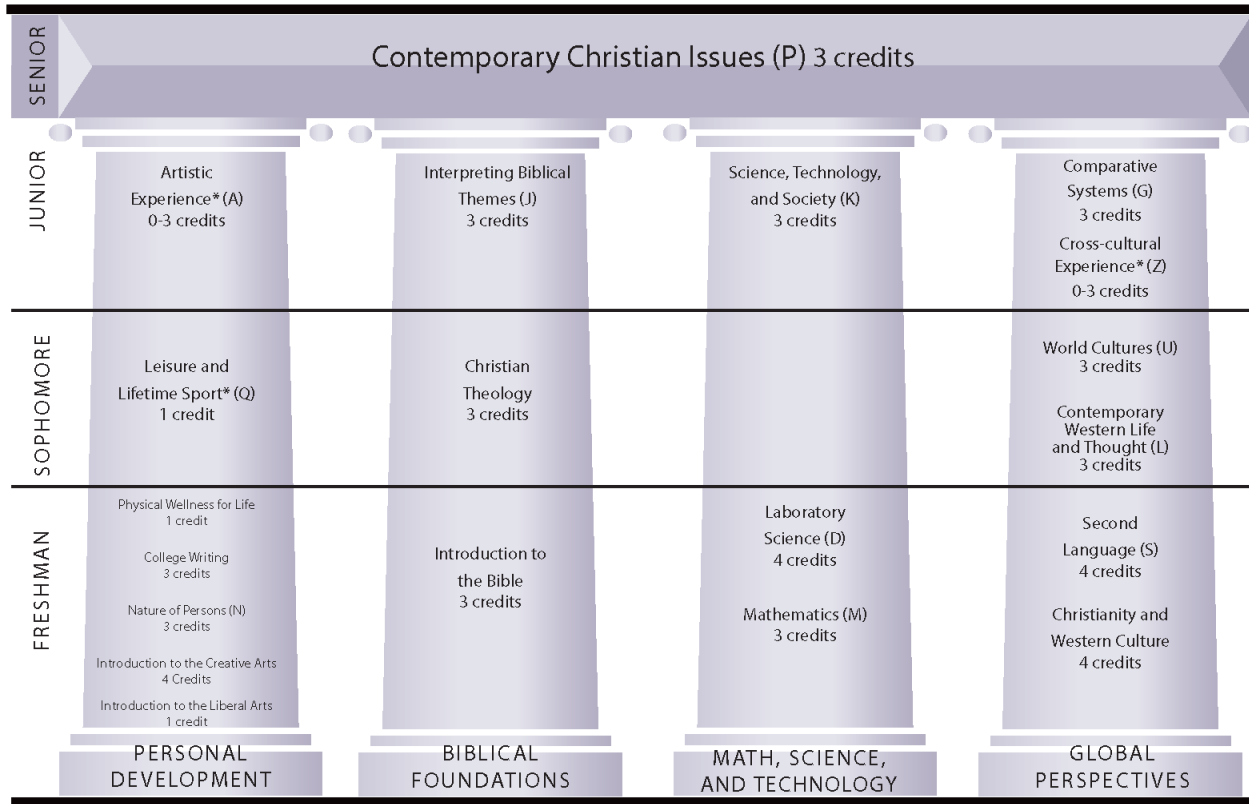 SENIOR
Contemporary Christian Issues (P) 3 credits
JUNIOR
Artistic
Experience* (A)
0-3 credits
Interpreting Biblical
Themes (J)
3 credits
Science, Technology,
and Society (K)
3 credits
Comparative
Systems (G)
3 credits
Cross-cultural
Experience* (Z)
0-3 credits
SOPHOMORE
Leisure and
Lifetime Sport* (Q)
1 credit
Christian
Theology
3 credits
World Cultures (U)
3 credits
Contemporary
Western Life
and Thought (L)
3 credits
FRESHMAN
Physical Wellness for Life
1 credit
College Writing
3 credits
Nature of Persons (N)
3 credits
Introduction to the Creative Arts
4 Credits
Introduction to the Liberal Arts
1 credit
Introduction to
the Bible
3 credits
Laboratory
Science (D)
4 credits
Mathematics (M)
3 credits
Second
Language (S)
4 credits
Christianity and
Western Culture
4 credits
PERSONAL
DEVELOPMENT
BIBLICAL
FOUNDATIONS
MATH, SCIENCE,
AND TECHNOLOGY
GLOBAL
PERSPECTIVES